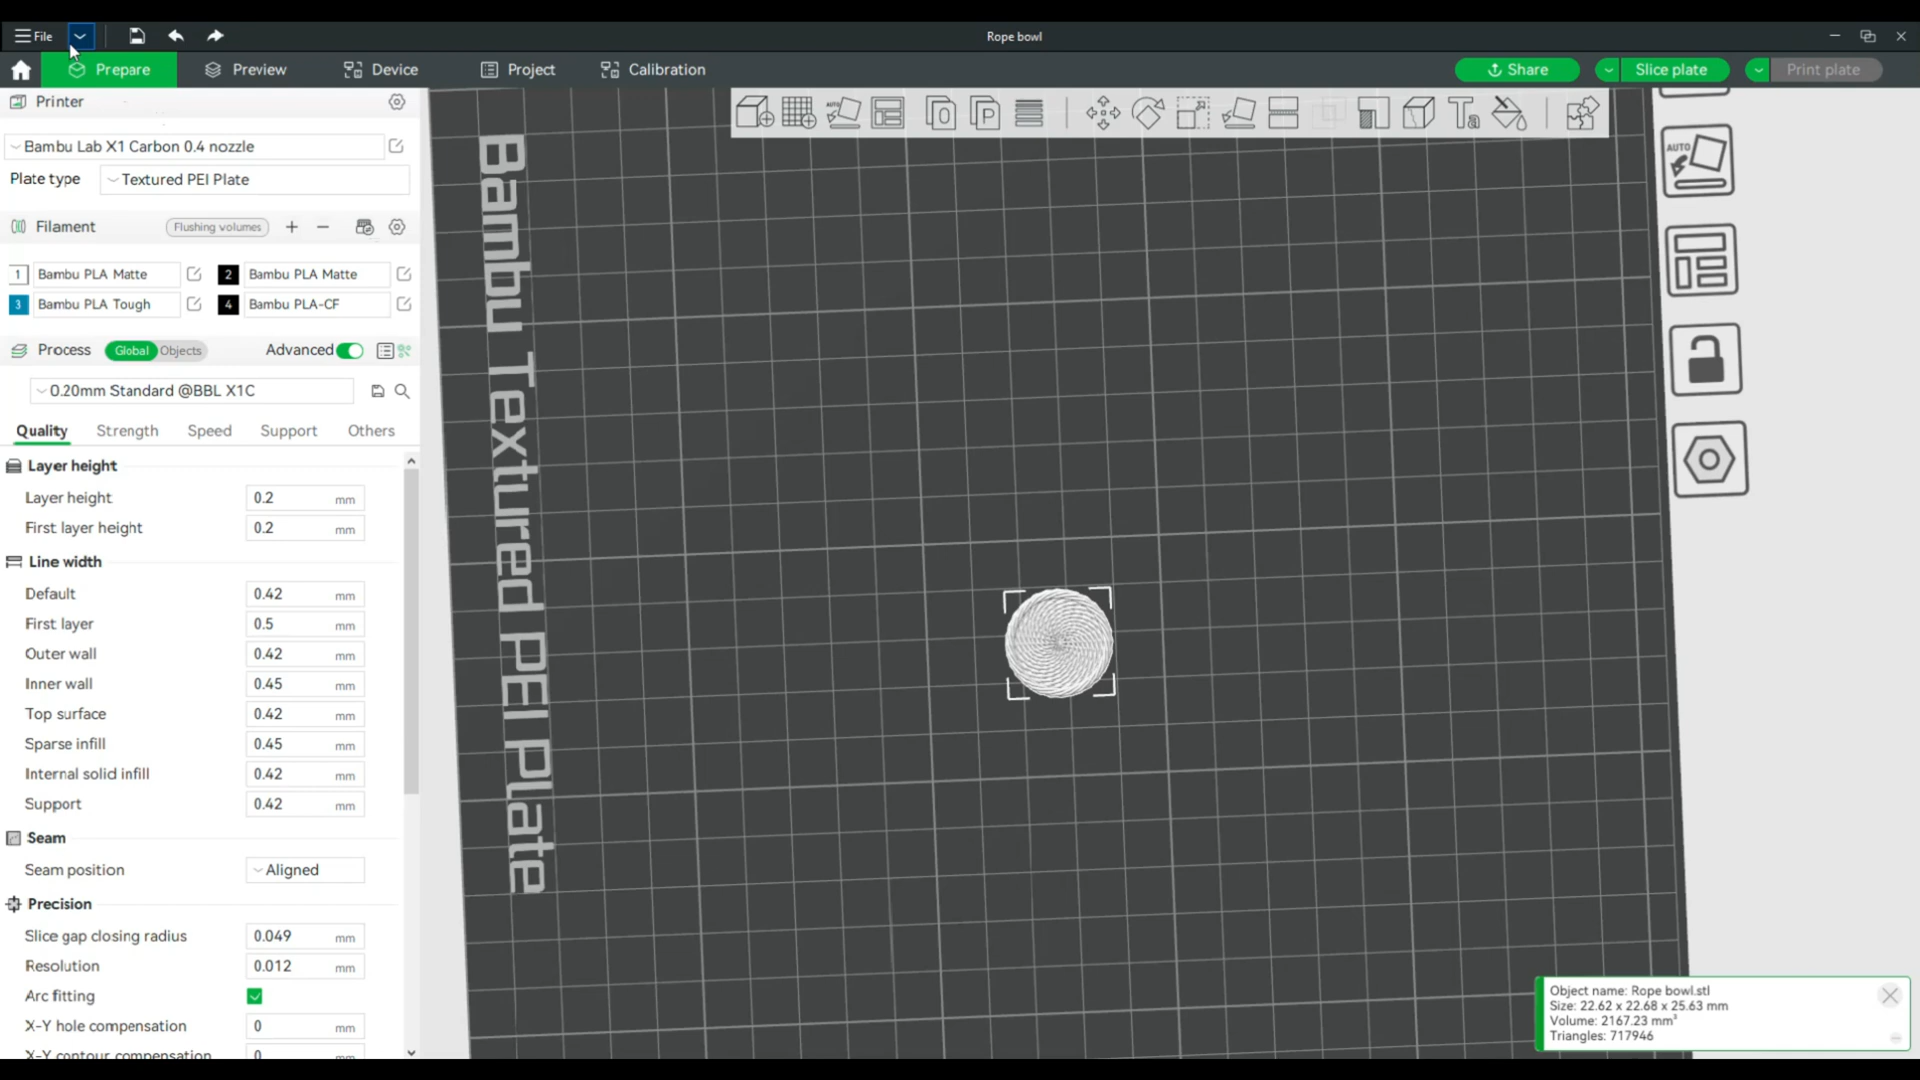 File
Rope bowl
Prepare
Preview
Device
Project
Calibration
Share
Slice plate
Print plate
Printer
Bambu Lab X1 Carbon 0.4 nozzle
Plate type
Textured PEI Plate
Filament
Flushing volumes
1 Bambu PLA Matte
2 Bambu PLA Matte
3 Bambu PLA Tough
4 Bambu PLA-CF
Process
Global
Objects
Advanced
0.20mm Standard @BBL X1C
Quality
Strength
Speed
Support
Others
Layer height
Layer height 0.2 mm
First layer height 0.2 mm
Line width
Default 0.42 mm
First layer 0.5 mm
Outer wall 0.42 mm
Inner wall 0.45 mm
Top surface 0.42 mm
Sparse infill 0.45 mm
Internal solid infill 0.42 mm
Support 0.42 mm
Seam
Seam position Aligned
Precision
Slice gap closing radius 0.049 mm
Resolution 0.012 mm
Arc fitting
X-Y hole compensation 0 mm
X-Y contour compensation 0 mm
AUTO
O
P
Ta
Bambu Textured PEI Plate
AUTO
Object name: Rope bowl.stl
Size: 22.62 x 22.68 x 25.63 mm
Volume: 2167.23 mm³
Triangles: 717946